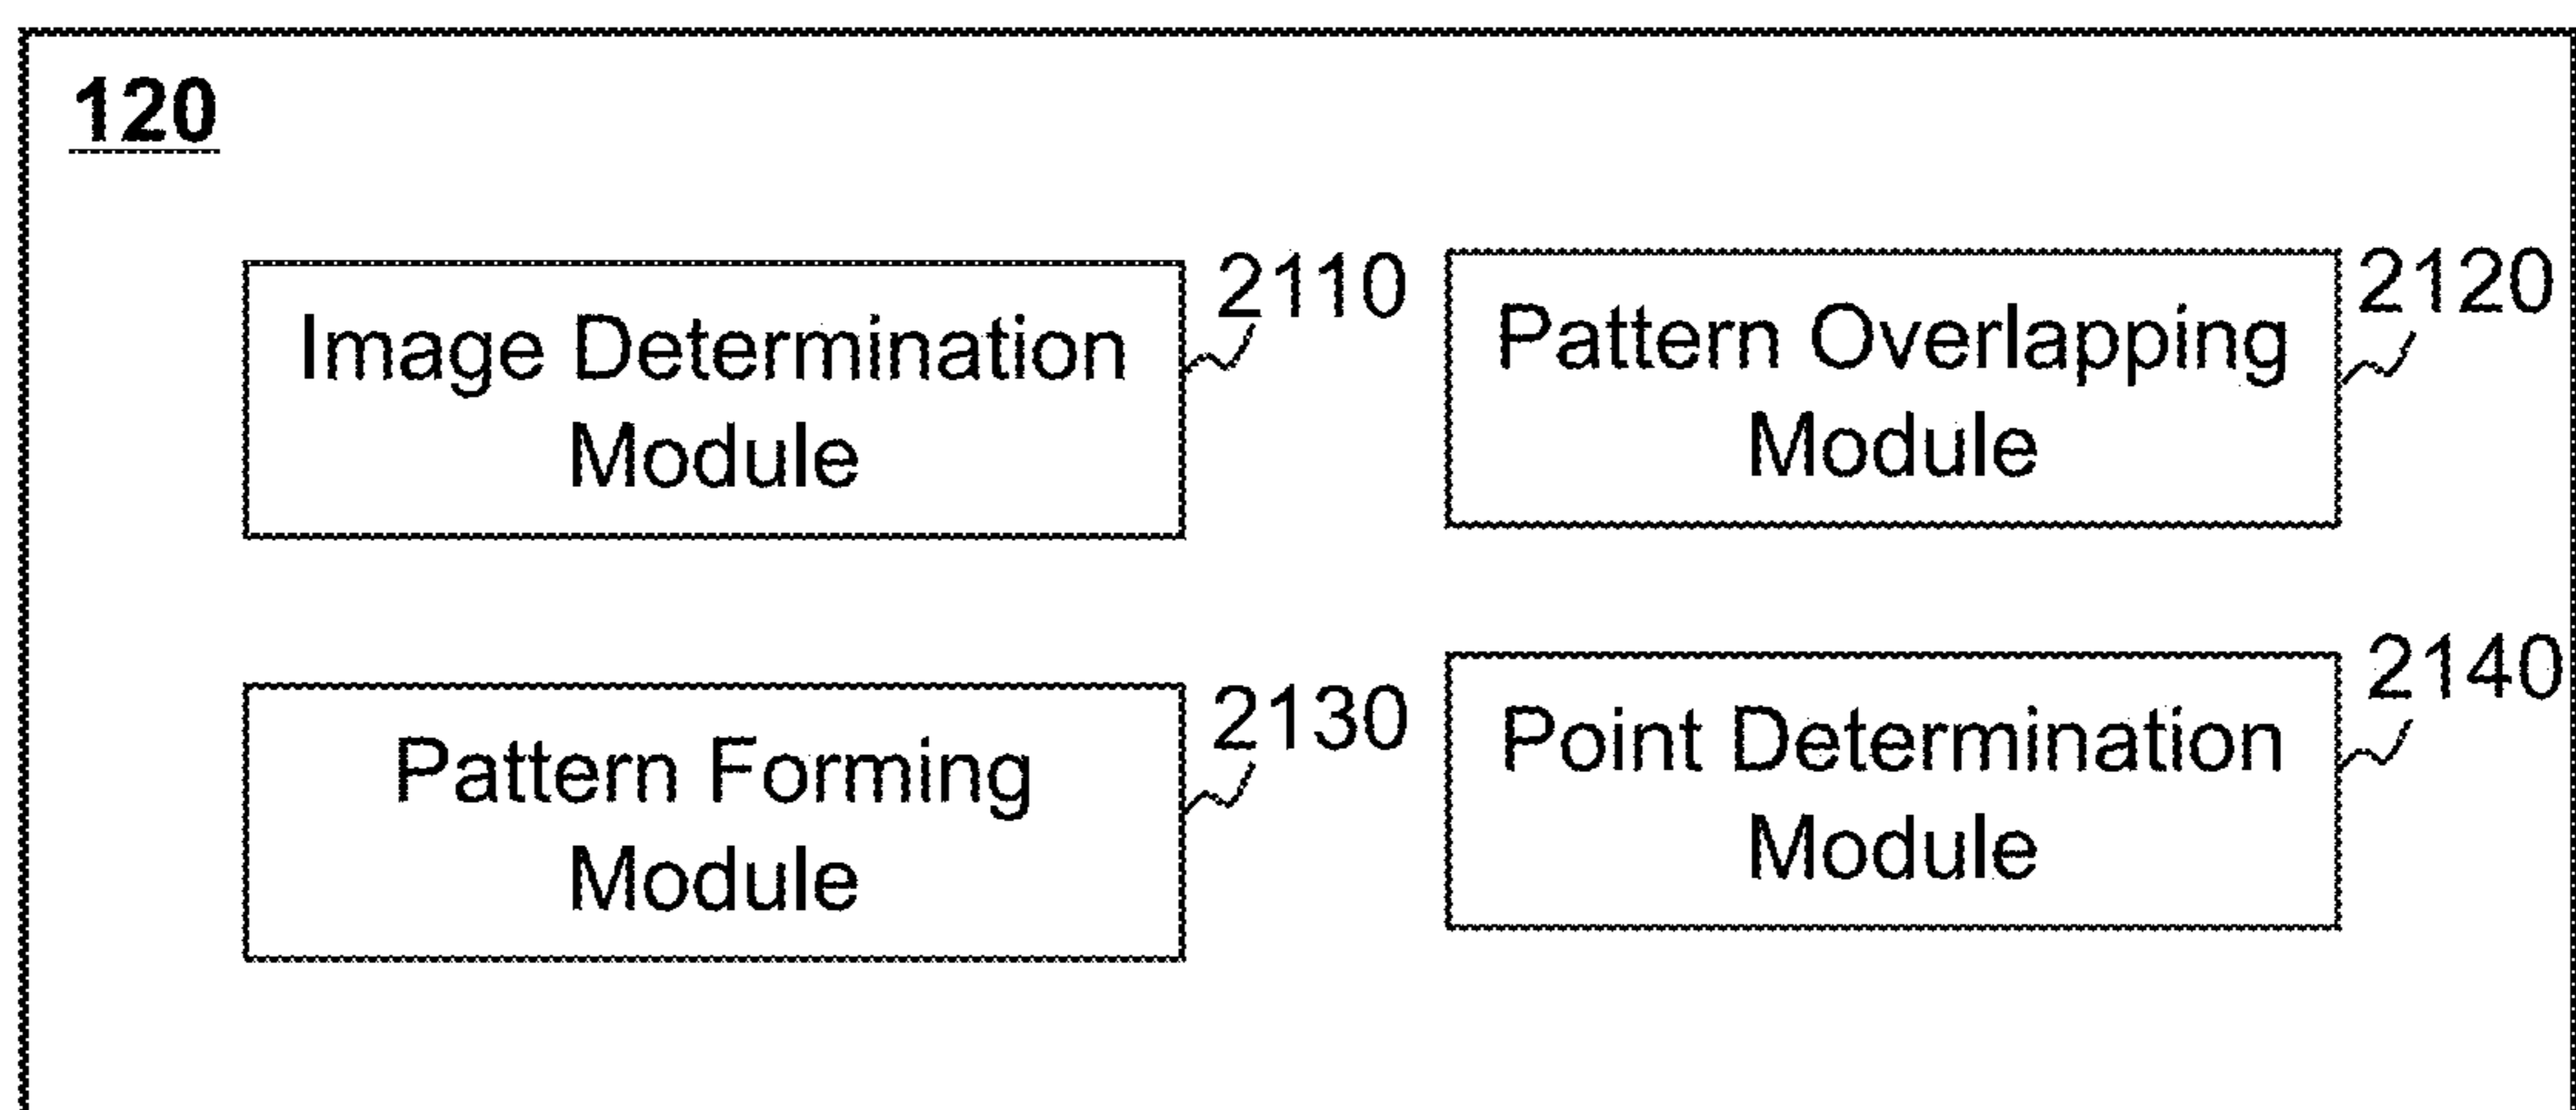 120
Image Determination
Module
2110
Pattern Overlapping
Module
2120
Pattern Forming
Module
2130
Point Determination
Module
2140